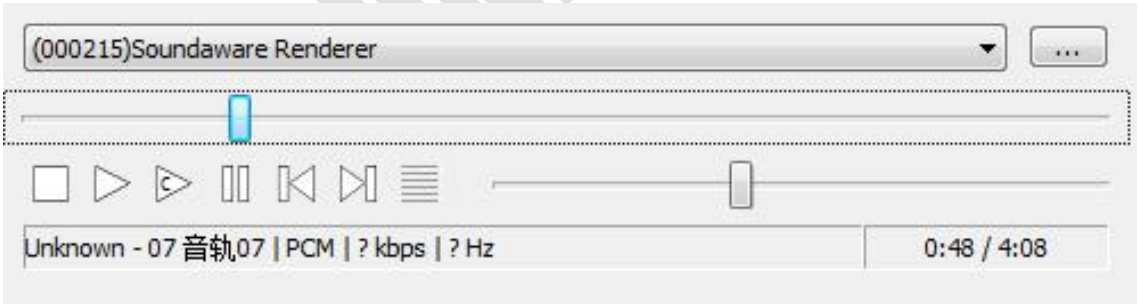 (000215)Soundaware Renderer
...
C
Unknown - 07 音轨07 | PCM | ? kbps | ? Hz
0:48 / 4:08